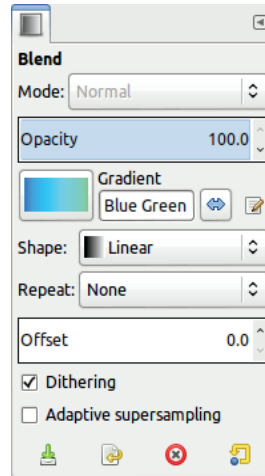 Blend
Mode: Normal
Opacity 100.0
Gradient
Blue Green
Shape: Linear
Repeat: None
Offset 0.0
Dithering
Adaptive supersampling